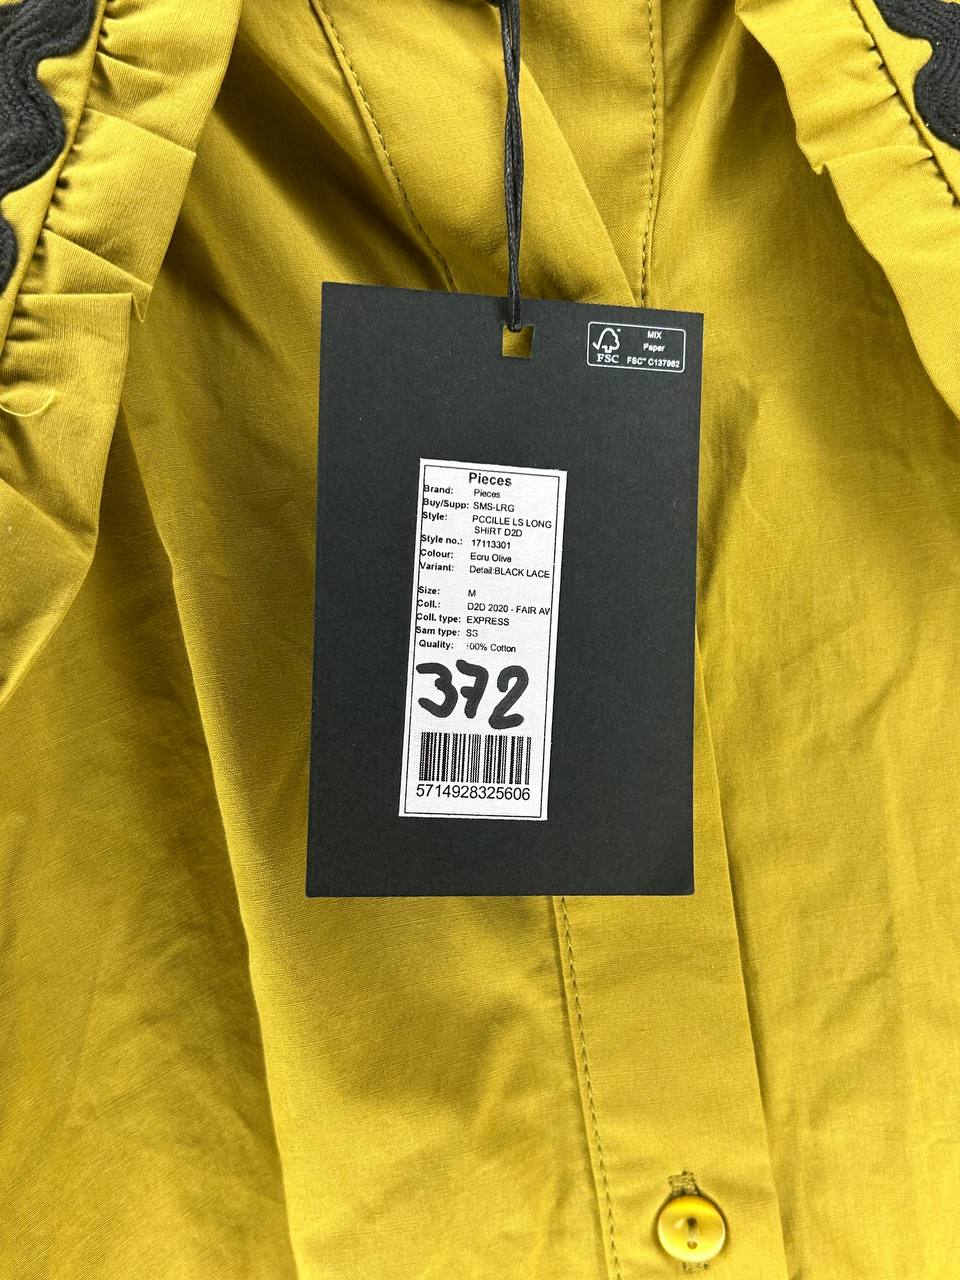 FSC
MIX
Paper
FSC™ C137982
Pieces
Brand: Pieces
Buy/Supp: SMS-LRG
Style: PCCILLE LS LONG
SHIRT D2D
Style no.: 17113301
Colour: Ecru Olive
Variant: Detail:BLACK LACE
Size: M
Coll.: D2D 2020 - FAIR AV
Coll. type: EXPRESS
Sam type: SS
Quality: 100% Cotton
372
5714928325606